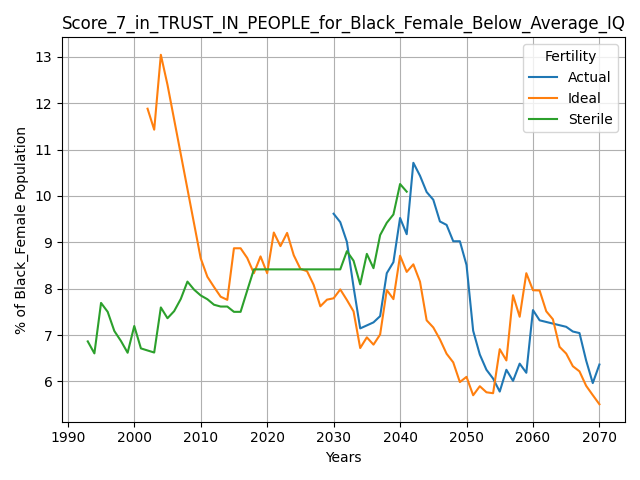 Score_7_in_TRUST_IN_PEOPLE_for_Black_Female_Below_Average_IQ
Fertility
Actual
Ideal
Sterile
% of Black_Female Population
13
12
11
10
9
8
7
6
1990 2000 2010 2020 2030 2040 2050 2060 2070
Years